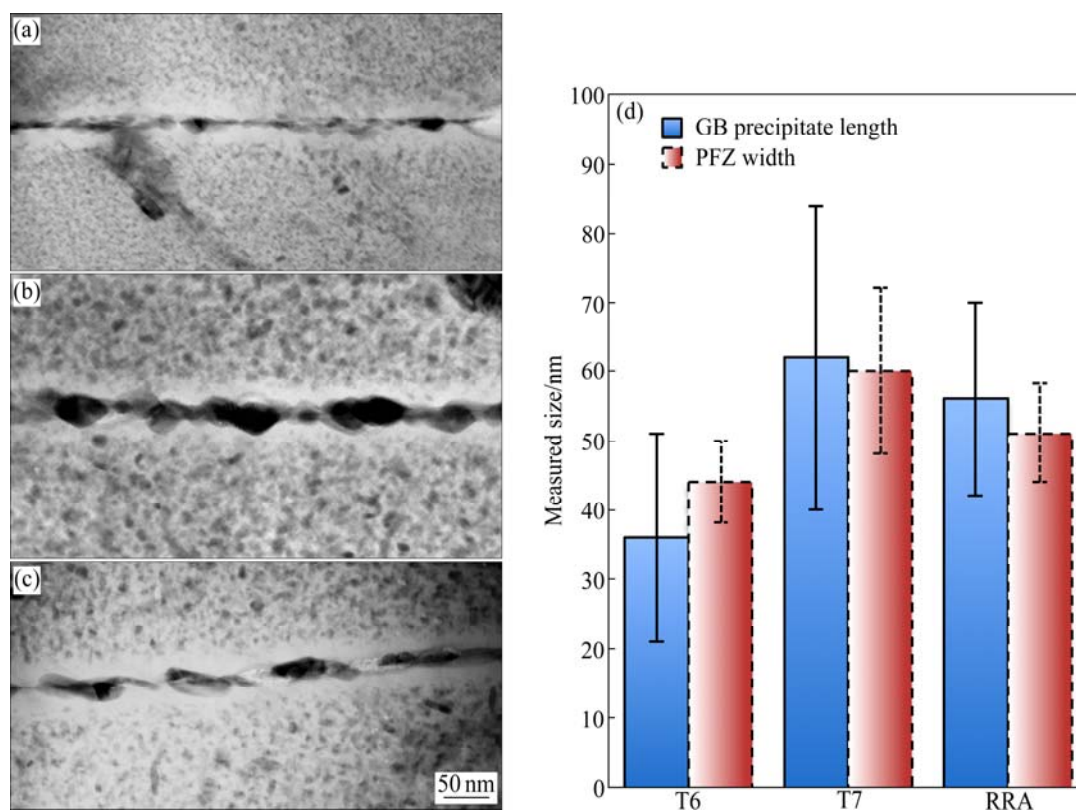 (a)
(b)
(c)
50 nm
(d)
GB precipitate length
PFZ width
Measured size/nm
100
90
80
70
60
50
40
30
20
10
0
T6
T7
RRA